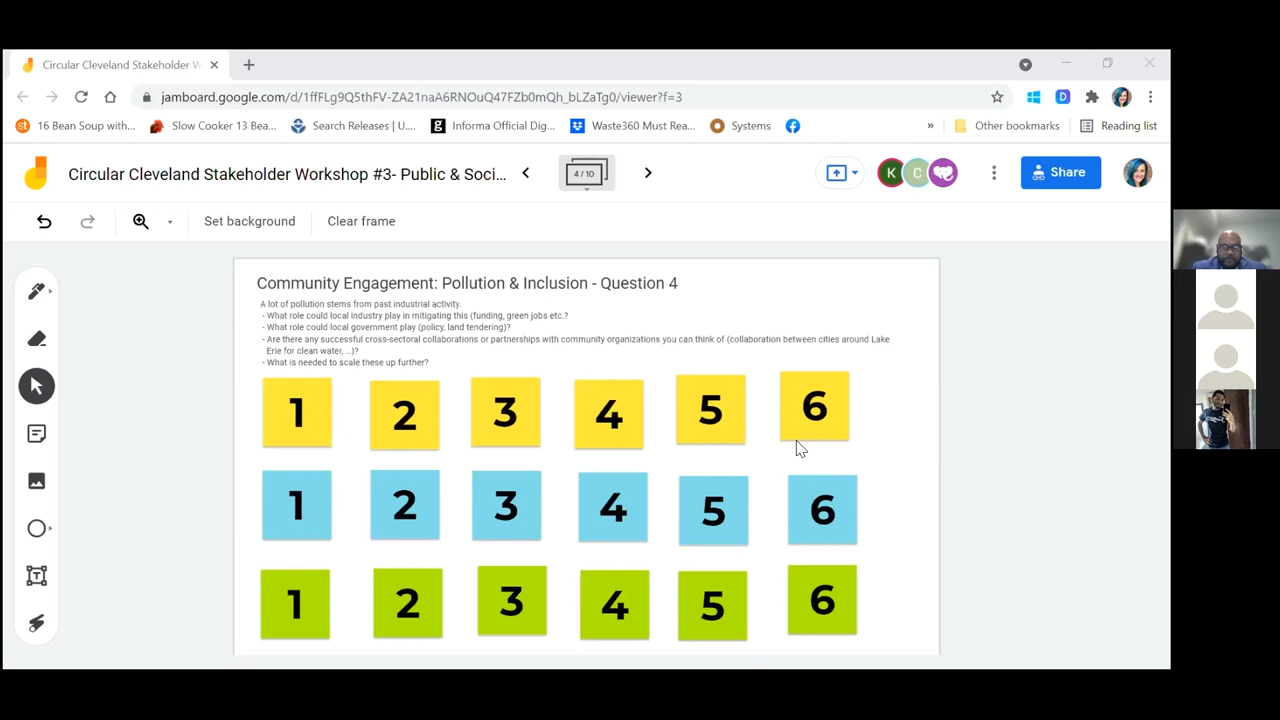 Circular Cleveland Stakeholder W
jamboard.google.com/d/1ffFLg9Q5thFV-ZA21naA6RNOuQ47FZb0mQh_bLZaTg0/viewer?f=3
16 Bean Soup with... Slow Cooker 13 Bea... Search Releases | U.... Informa Official Dig... Waste360 Must Rea... Systems » Other bookmarks Reading list
Circular Cleveland Stakeholder Workshop #3- Public & Soci... 4 / 10 K C Share
Set background Clear frame
Community Engagement: Pollution & Inclusion - Question 4
A lot of pollution stems from past industrial activity.
- What role could local industry play in mitigating this (funding, green jobs etc.?
- What role could local government play (policy, land tendering)?
- Are there any successful cross-sectoral collaborations or partnerships with community organizations you can think of (collaboration between cities around Lake
Erie for clean water, …)?
- What is needed to scale these up further?
1 2 3 4 5 6
1 2 3 4 5 6
1 2 3 4 5 6